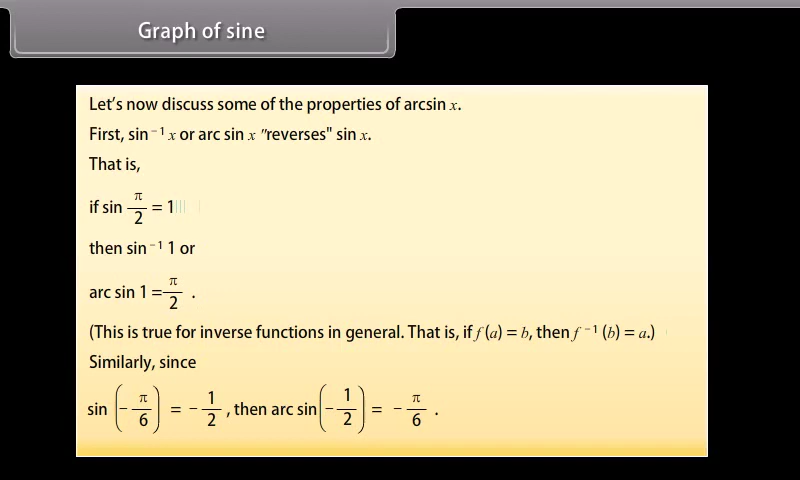 Graph of sine
Let's now discuss some of the properties of arcsin x.
First, sin⁻¹ x or arc sin x "reverses" sin x.
That is,
if sin π/2 = 1
then sin⁻¹ 1 or
arc sin 1 = π/2 .
(This is true for inverse functions in general. That is, if f (a) = b, then f ⁻¹ (b) = a.)
Similarly, since
sin (−π/6) = −1/2 , then arc sin (−1/2) = −π/6 .